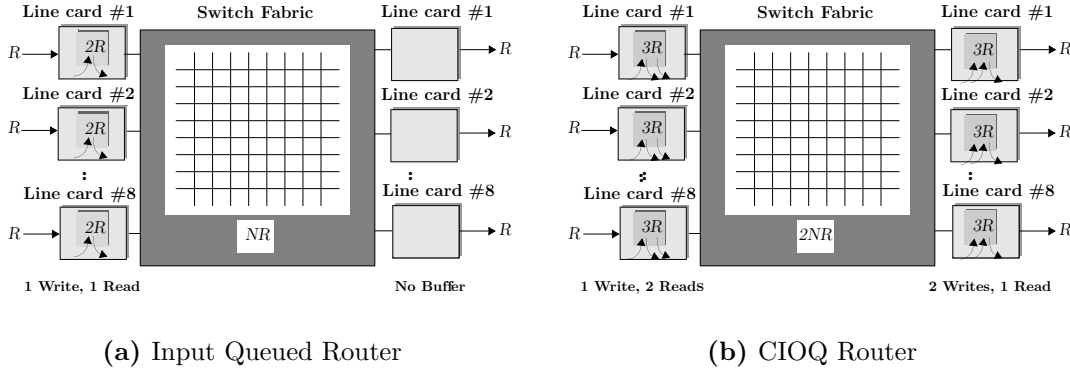 Line card #1 Switch Fabric Line card #1
R 2R R
Line card #2 Line card #2
R 2R R
:
:
Line card #8 Line card #8
R 2R NR R
1 Write, 1 Read No Buffer
(a) Input Queued Router
Line card #1 Switch Fabric Line card #1
R 3R 3R R
Line card #2 Line card #2
R 3R 3R R
:
:
Line card #8 Line card #8
R 3R 2NR 3R R
1 Write, 2 Reads 2 Writes, 1 Read
(b) CIOQ Router